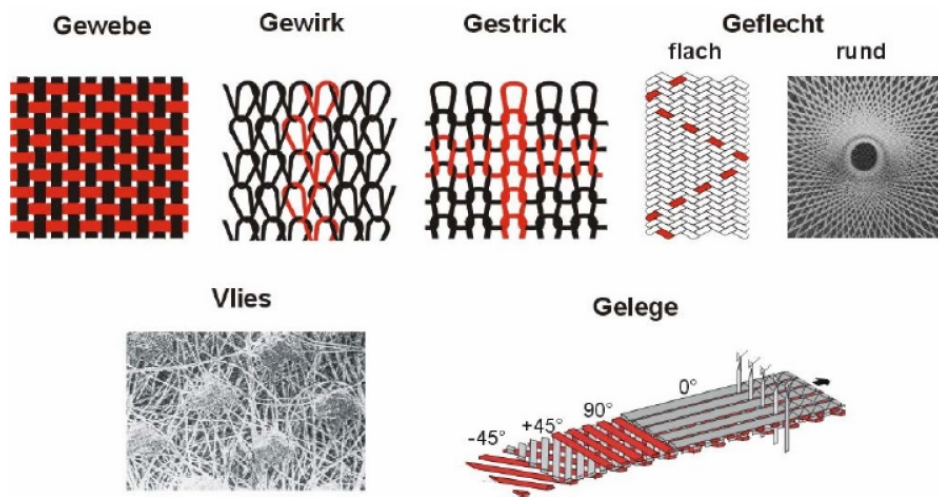 Gewebe
Gewirk
Gestrick
Geflecht
flach
rund
Vlies
Gelege
-45°
+45°
90°
0°